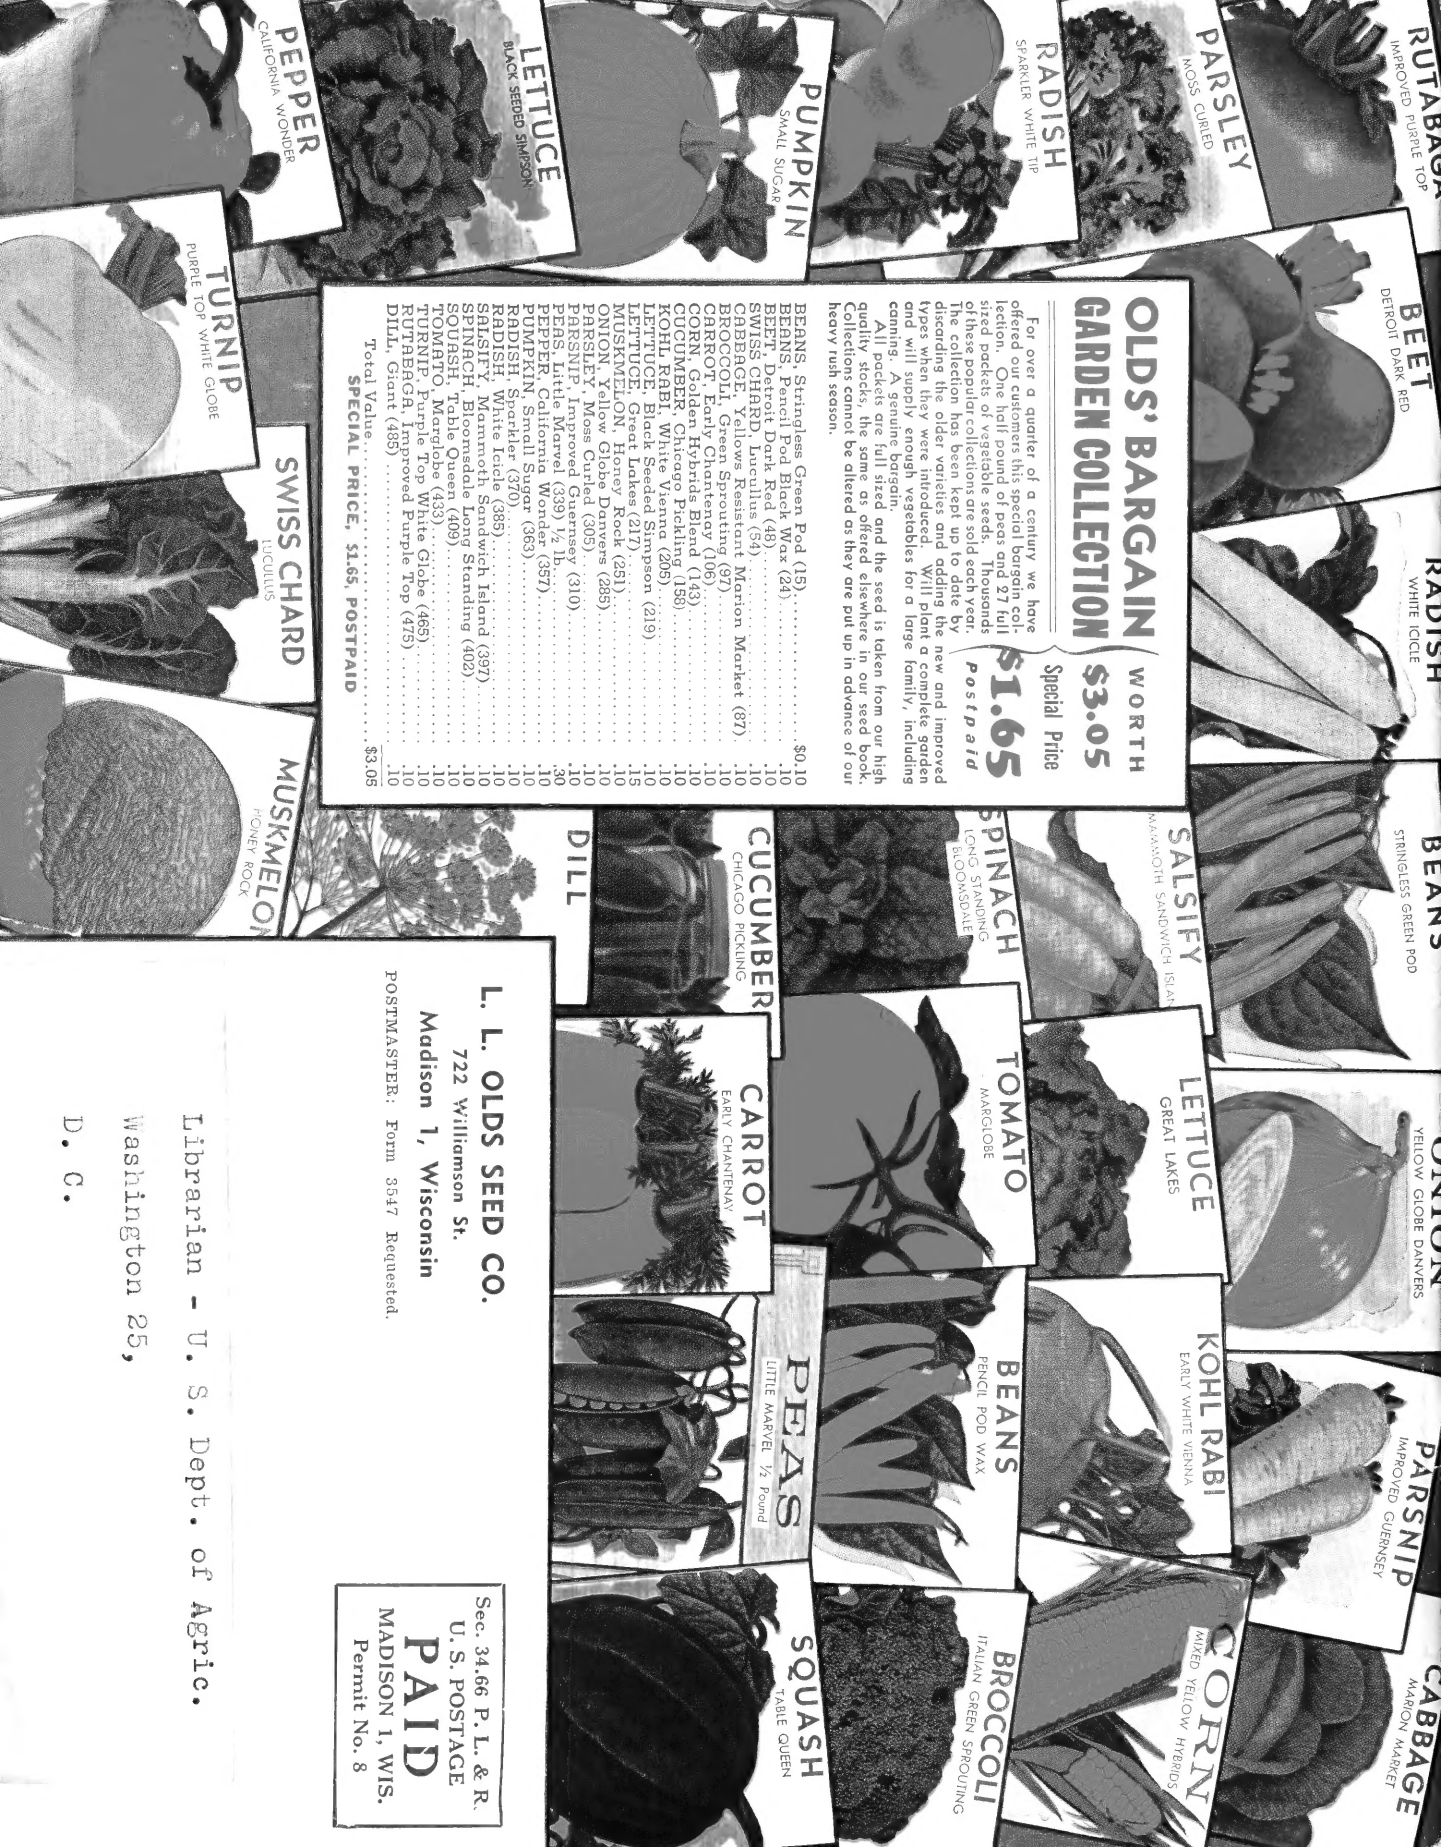 RUTABAGA
IMPROVED PURPLE TOP
BEET
DETROIT DARK RED
RADISH
WHITE ICICLE
BEANS
STRINGLESS GREEN POD
ONION
YELLOW GLOBE DANVERS
PARSNIP
IMPROVED GUERNSEY
CABBAGE
MARION MARKET
PARSLEY
MOSS CURLED
SALSIFY
MAMMOTH SANDWICH ISLAN
LETTUCE
GREAT LAKES
KOHL RABI
EARLY WHITE VIENNA
CORN
MIXED YELLOW HYBRIDS
RADISH
SPARKLER WHITE TIP
OLDS' BARGAIN
GARDEN COLLECTION
WORTH
$3.05
Special Price
$1.65
Postpaid
For over a quarter of a century we have
offered our customers this special bargain col-
lection. One half pound of peas and 27 full
sized packets of vegetable seeds. Thousands
of these popular collections are sold each year.
The collection has been kept up to date by
discarding the older varieties and adding the new and improved
types when they were introduced. Will plant a complete garden
and will supply enough vegetables for a large family, including
canning. A genuine bargain.
All packets are full sized and the seed is taken from our high
quality stocks, the same as offered elsewhere in our seed book.
Collections cannot be altered as they are put up in advance of our
heavy rush season.
BEANS, Stringless Green Pod (15) $0.10
BEANS, Pencil Pod Black Wax (24) .10
BEET, Detroit Dark Red (48) .10
SWISS CHARD, Lucullus (54) .10
CABBAGE, Yellows Resistant Marion Market (87) .10
BROCCOLI, Green Sprouting (97) .10
CARROT, Early Chantenay (106) .10
CORN, Golden Hybrids Blend (143) .10
CUCUMBER, Chicago Pickling (158) .10
KOHL RABI, White Vienna (205) .10
LETTUCE, Black Seeded Simpson (219) .10
LETTUCE, Great Lakes (217) .15
MUSKMELON, Honey Rock (251) .10
ONION, Yellow Globe Danvers (285) .10
PARSLEY, Moss Curled (305) .10
PARSNIP, Improved Guernsey (310) .10
PEAS, Little Marvel (339) ½ lb. .30
PEPPER, California Wonder (357) .10
PUMPKIN, Small Sugar (363) .10
RADISH, Sparkler (370) .10
RADISH, White Icicle (385) .10
SALSIFY, Mammoth Sandwich Island (397) .10
SPINACH, Bloomsdale Long Standing (402) .10
SQUASH, Table Queen (409) .10
TOMATO, Marglobe (433) .10
TURNIP, Purple Top White Globe (465) .10
RUTABAGA, Improved Purple Top (475) .10
DILL, Giant (485) .10
Total Value $3.05
SPECIAL PRICE, $1.65, POSTPAID
SPINACH
LONG STANDING
BLOOMSDALE
TOMATO
MARGLOBE
BEANS
PENCIL POD WAX
BROCCOLI
ITALIAN GREEN SPROUTING
PUMPKIN
SMALL SUGAR
CUCUMBER
CHICAGO PICKLING
CARROT
EARLY CHANTENAY
PEAS
LITTLE MARVEL ½ Pound
SQUASH
TABLE QUEEN
LETTUCE
BLACK SEEDED SIMPSON
DILL
PEPPER
CALIFORNIA WONDER
TURNIP
PURPLE TOP WHITE GLOBE
SWISS CHARD
LUCULLUS
MUSKMELON
HONEY ROCK
L. L. OLDS SEED CO.
722 Williamson St.
Madison 1, Wisconsin
POSTMASTER: Form 3547 Requested.
Sec. 34.66 P. L. & R.
U. S. POSTAGE
PAID
MADISON 1, WIS.
Permit No. 8
Librarian - U. S. Dept. of Agric.
Washington 25,
D. C.